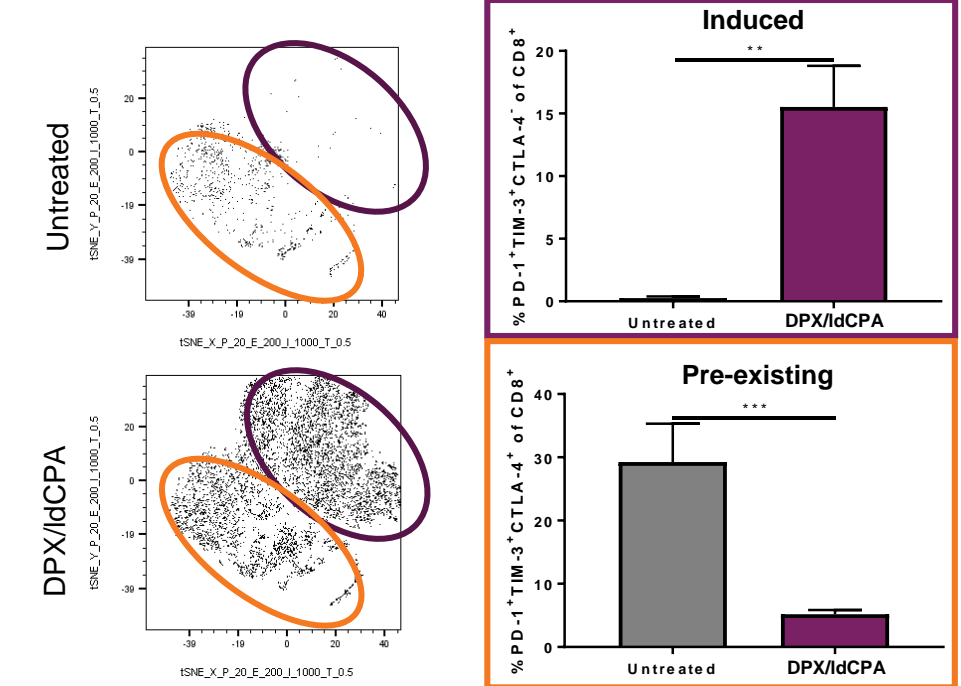 Untreated
tSNE_Y_P_20_E_200_I_1000_T_0.5
20
0
-19
-39
-39
-19
0
20
40
tSNE_X_P_20_E_200_I_1000_T_0.5
Induced
% PD-1⁺TIM-3⁺CTLA-4⁻ of CD8⁺
20
15
10
5
0
**
Untreated
DPX/ldCPA
DPX/ldCPA
tSNE_Y_P_20_E_200_I_1000_T_0.5
20
0
-19
-39
-39
-19
0
20
40
tSNE_X_P_20_E_200_I_1000_T_0.5
Pre-existing
% PD-1⁺TIM-3⁺CTLA-4⁺ of CD8⁺
40
30
20
10
0
***
Untreated
DPX/ldCPA